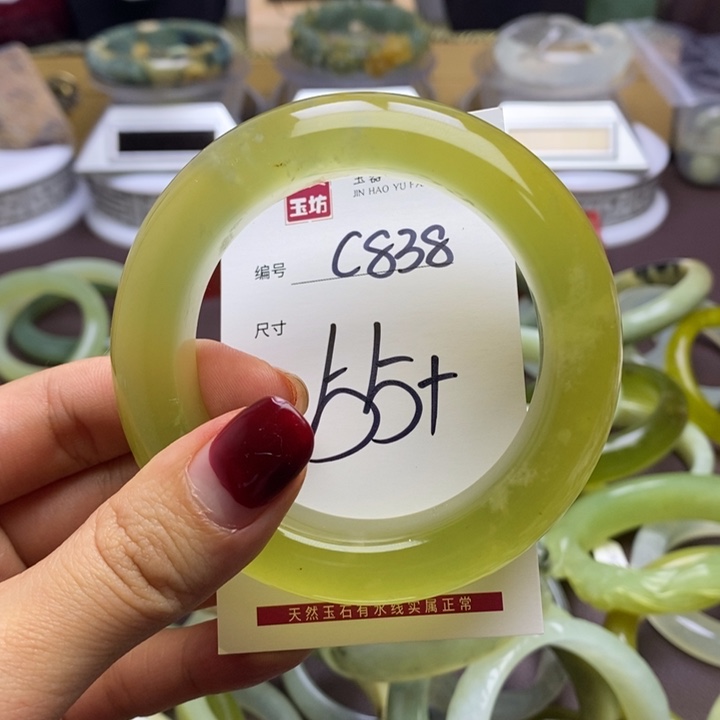 玉坊
JIN HAO YU
编号 C838
尺寸
55+
天然玉石有水线实属正常